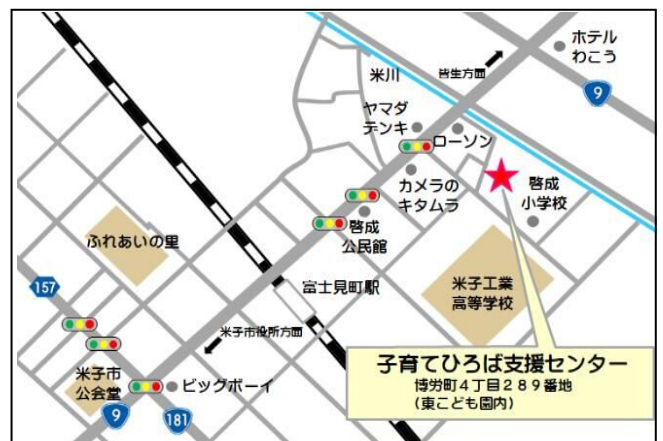 ホテル
わこう
9
皆生方面
米川
ヤマダ
デンキ
ローソン
カメラの
キタムラ
啓成
小学校
啓成
公民館
ふれあいの里
富士見町駅
米子工業
高等学校
157
米子市役所方面
米子市
公会堂
ビッグボーイ
9
181
子育てひろば支援センター
博労町4丁目289番地
(東こども園内)